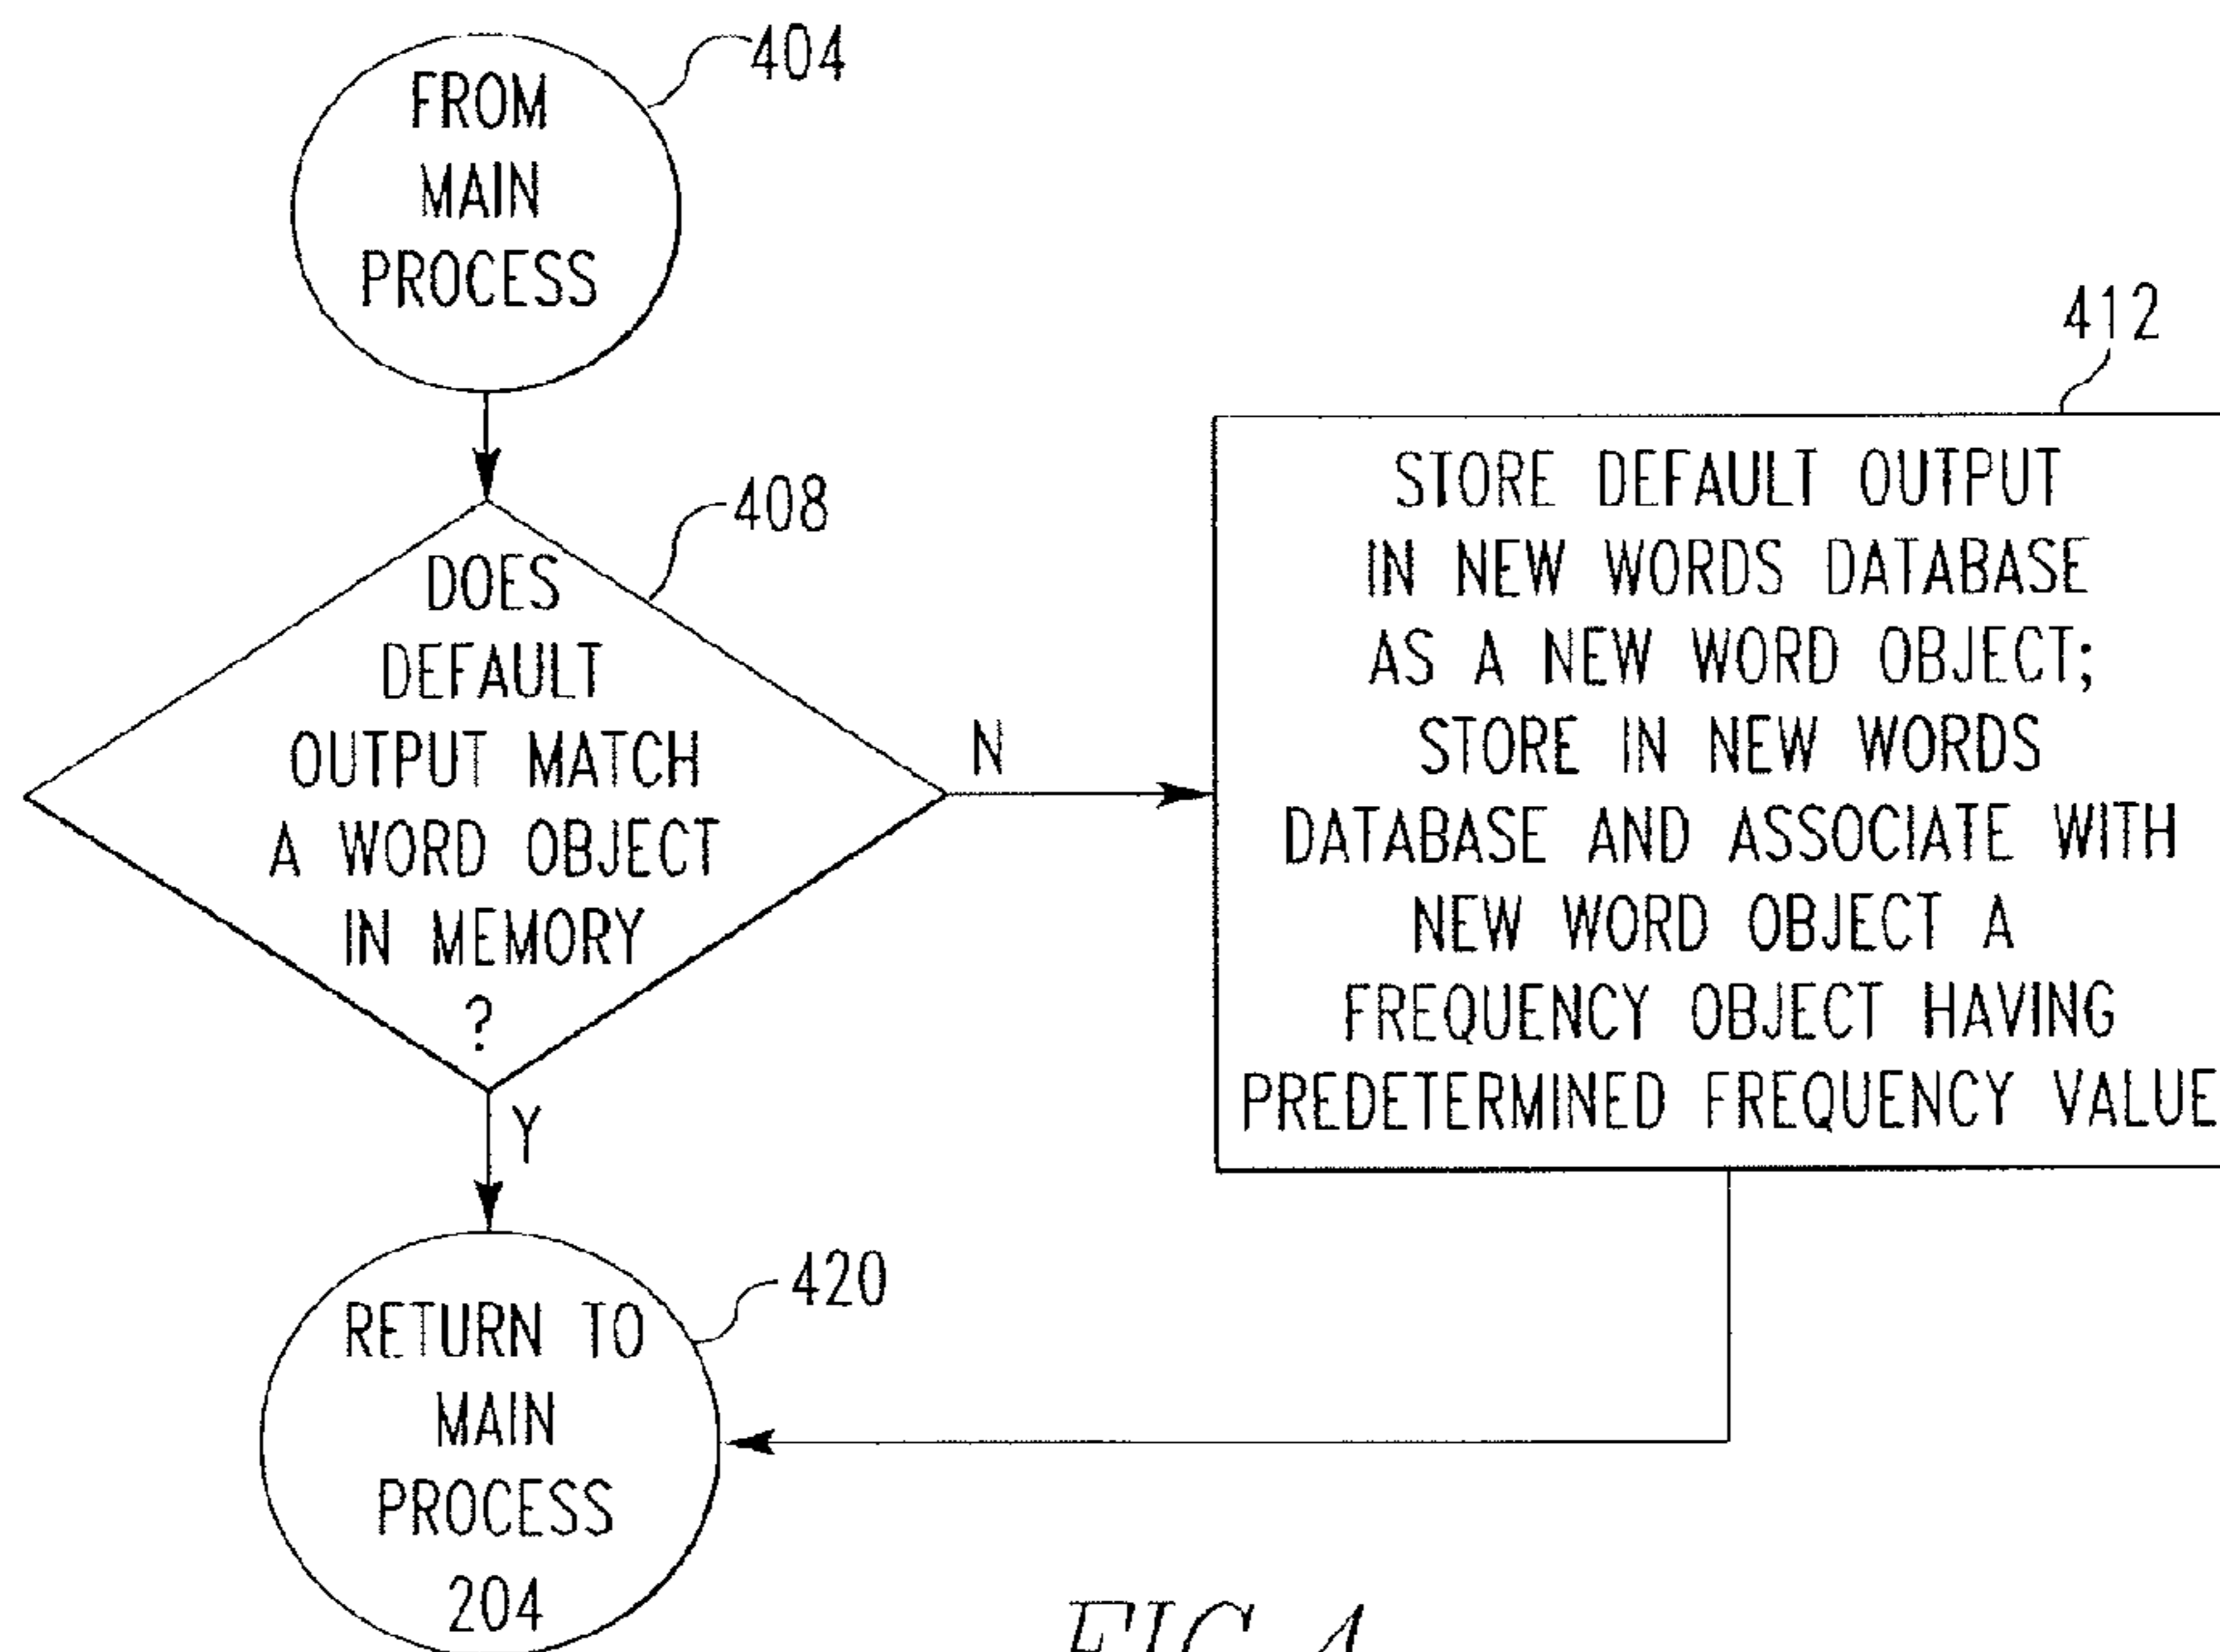 404
FROM
MAIN
PROCESS
408
DOES
DEFAULT
OUTPUT MATCH
A WORD OBJECT
IN MEMORY
?
N
Y
412
STORE DEFAULT OUTPUT
IN NEW WORDS DATABASE
AS A NEW WORD OBJECT;
STORE IN NEW WORDS
DATABASE AND ASSOCIATE WITH
NEW WORD OBJECT A
FREQUENCY OBJECT HAVING
PREDETERMINED FREQUENCY VALUE
420
RETURN TO
MAIN
PROCESS
204
FIG. 4